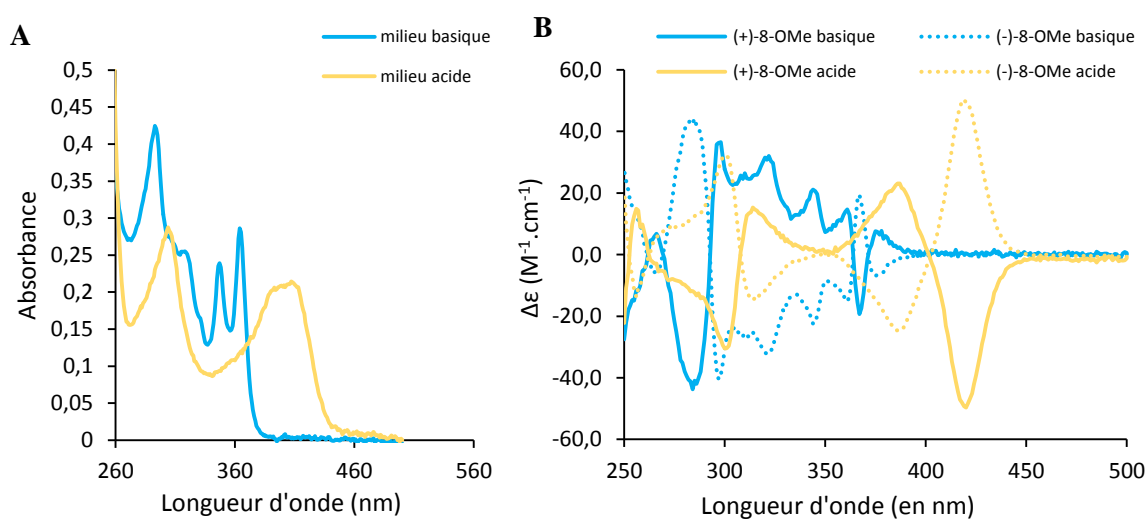 A
milieu basique
milieu acide
0,5
0,45
0,4
0,35
0,3
0,25
0,2
0,15
0,1
0,05
0
Absorbance
260
360
460
560
Longueur d'onde (nm)
B
(+)-8-OMe basique
(-)-8-OMe basique
(+)-8-OMe acide
(-)-8-OMe acide
60,0
40,0
20,0
0,0
-20,0
-40,0
-60,0
Δε (M⁻¹.cm⁻¹)
250
300
350
400
450
500
Longueur d'onde (en nm)